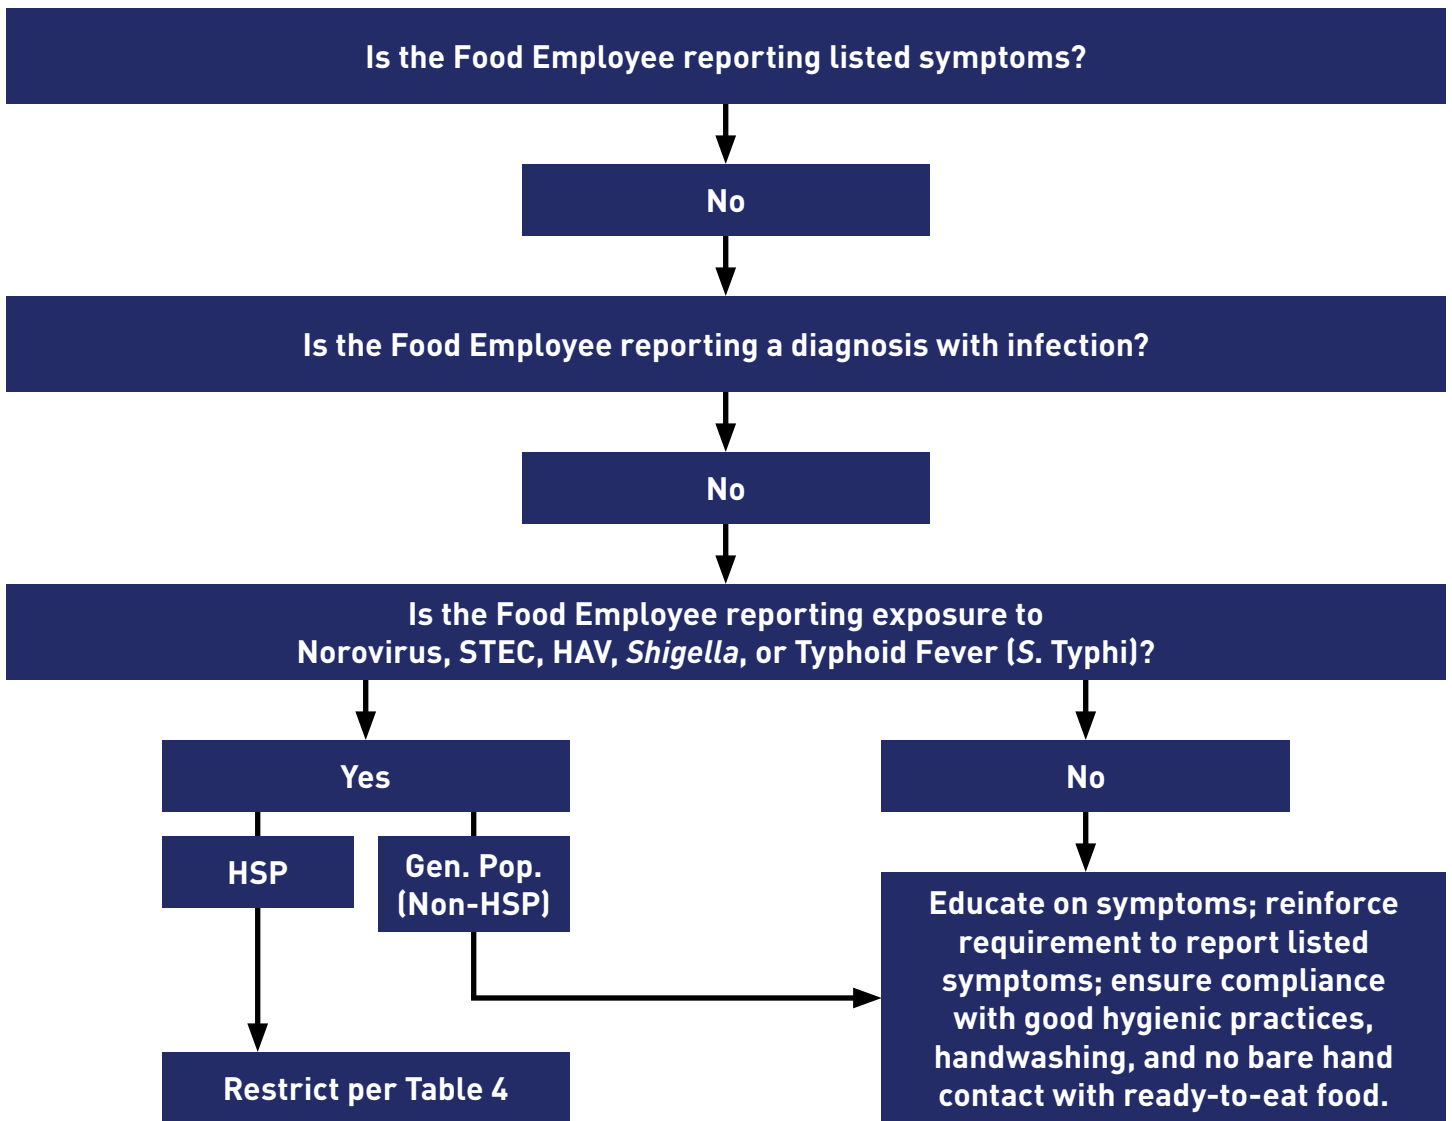 Is the Food Employee reporting listed symptoms?
No
Is the Food Employee reporting a diagnosis with infection?
No
Is the Food Employee reporting exposure to
Norovirus, STEC, HAV, Shigella, or Typhoid Fever (S. Typhi)?
Yes
No
HSP
Gen. Pop.
(Non-HSP)
Educate on symptoms; reinforce
requirement to report listed
symptoms; ensure compliance
with good hygienic practices,
handwashing, and no bare hand
contact with ready-to-eat food.
Restrict per Table 4